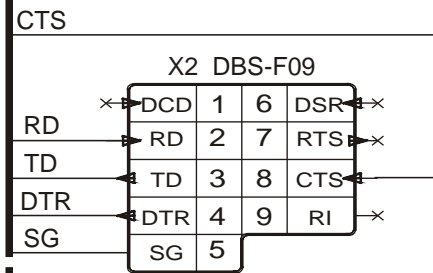 CTS
X2 DBS-F09
DCD 1 6 DSR
RD
RD 2 7 RTS
TD
TD 3 8 CTS
DTR
DTR 4 9 RI
SG
SG 5